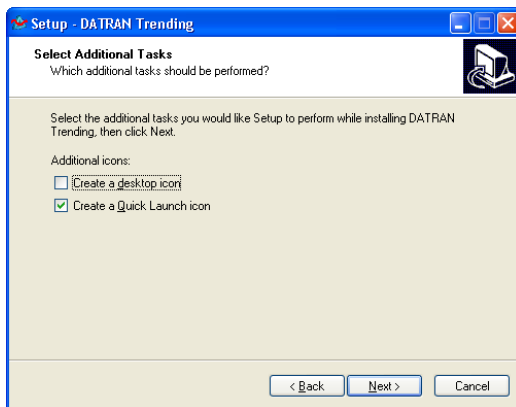 Setup - DATRAN Trending
Select Additional Tasks
Which additional tasks should be performed?
Select the additional tasks you would like Setup to perform while installing DATRAN
Trending, then click Next.
Additional icons:
Create a desktop icon
Create a Quick Launch icon
< Back Next > Cancel